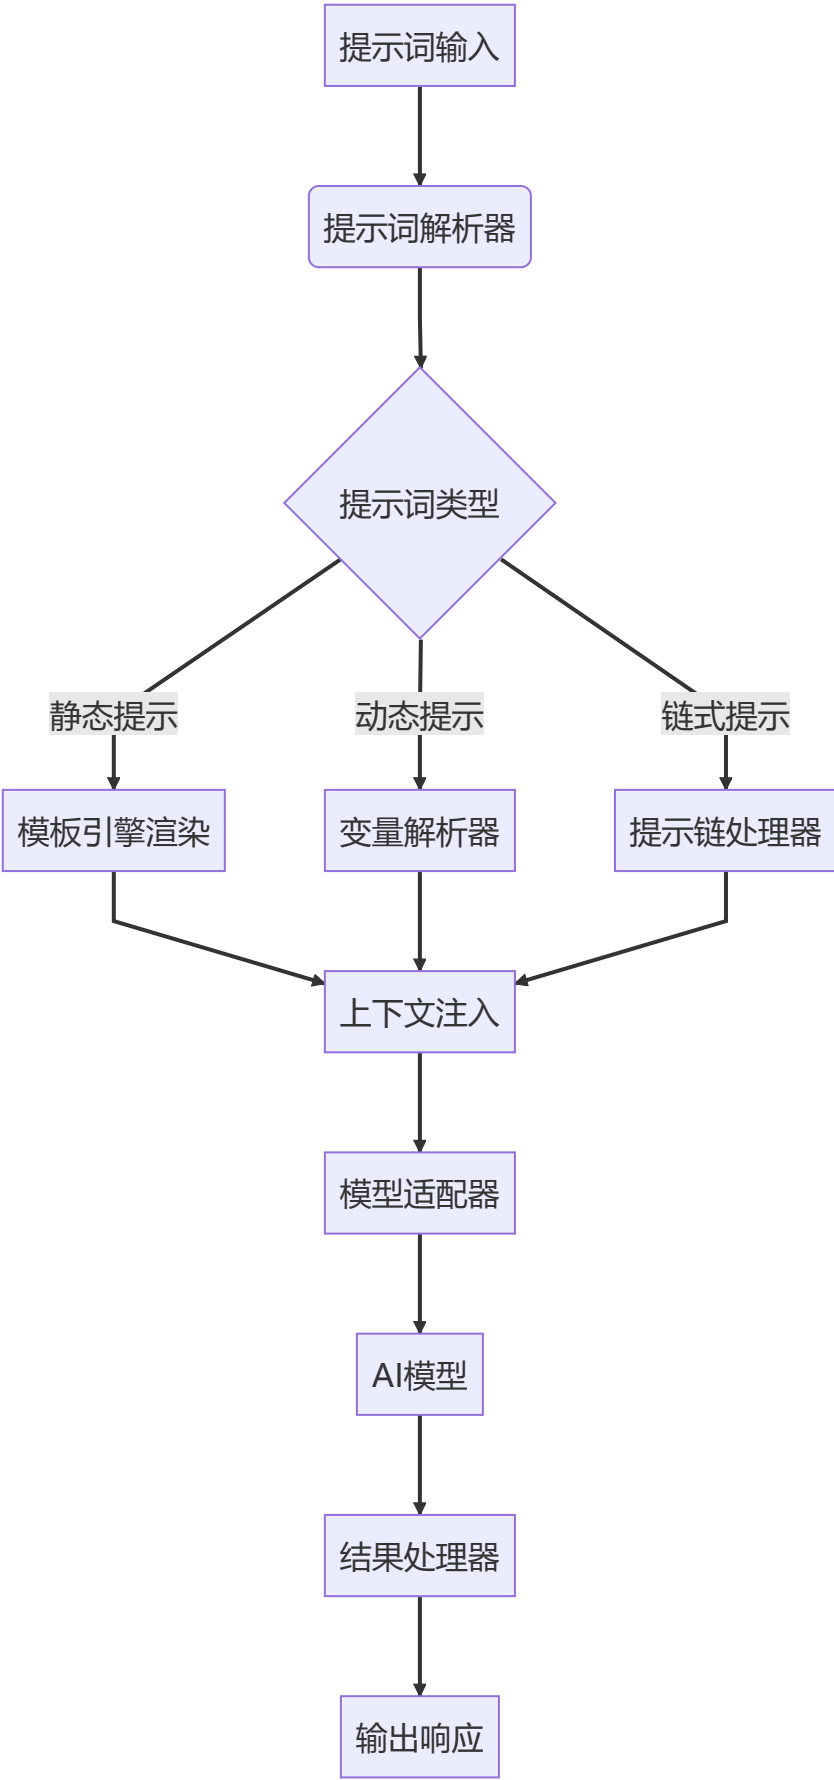 提示词输入
提示词解析器
提示词类型
静态提示
动态提示
链式提示
模板引擎渲染
变量解析器
提示链处理器
上下文注入
模型适配器
AI模型
结果处理器
输出响应